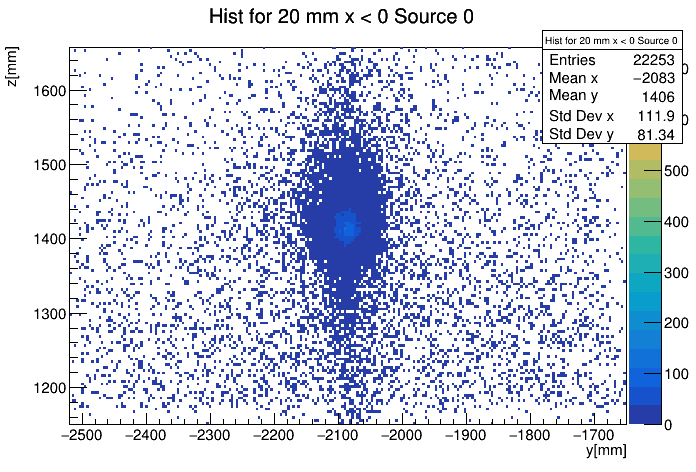 Hist for 20 mm x < 0 Source 0
Hist for 20 mm x < 0 Source 0
Entries 22253
Mean x −2083
Mean y 1406
Std Dev x 111.9
Std Dev y 81.34
z[mm]
1600
1500
1400
1300
1200
−2500 −2400 −2300 −2200 −2100 −2000 −1900 −1800 −1700
y[mm]
500
400
300
200
100
0